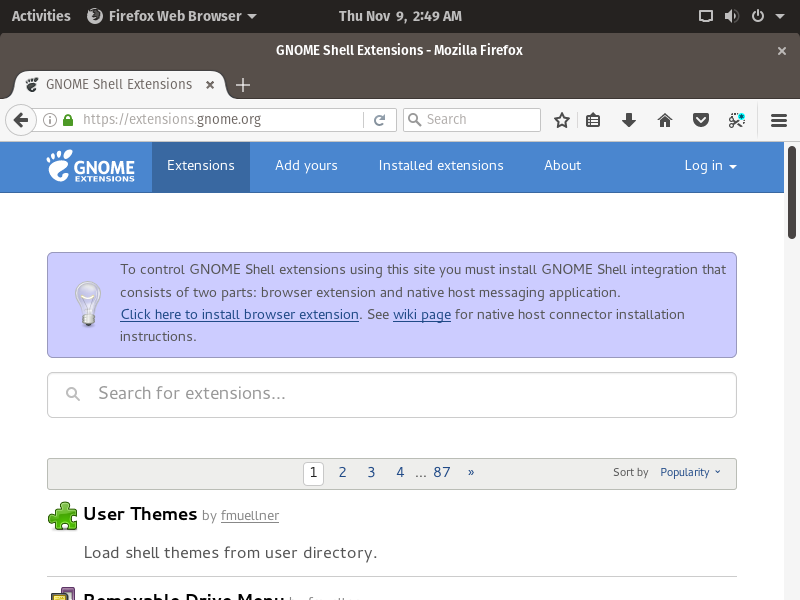 Activities Firefox Web Browser Thu Nov 9, 2:49 AM
GNOME Shell Extensions - Mozilla Firefox
GNOME Shell Extensions
https://extensions.gnome.org Search
GNOME EXTENSIONS Extensions Add yours Installed extensions About Log in
To control GNOME Shell extensions using this site you must install GNOME Shell integration that
consists of two parts: browser extension and native host messaging application.
Click here to install browser extension. See wiki page for native host connector installation
instructions.
Search for extensions...
1 2 3 4 ... 87 » Sort by Popularity
User Themes by fmuellner
Load shell themes from user directory.
Removable Drive Menu by